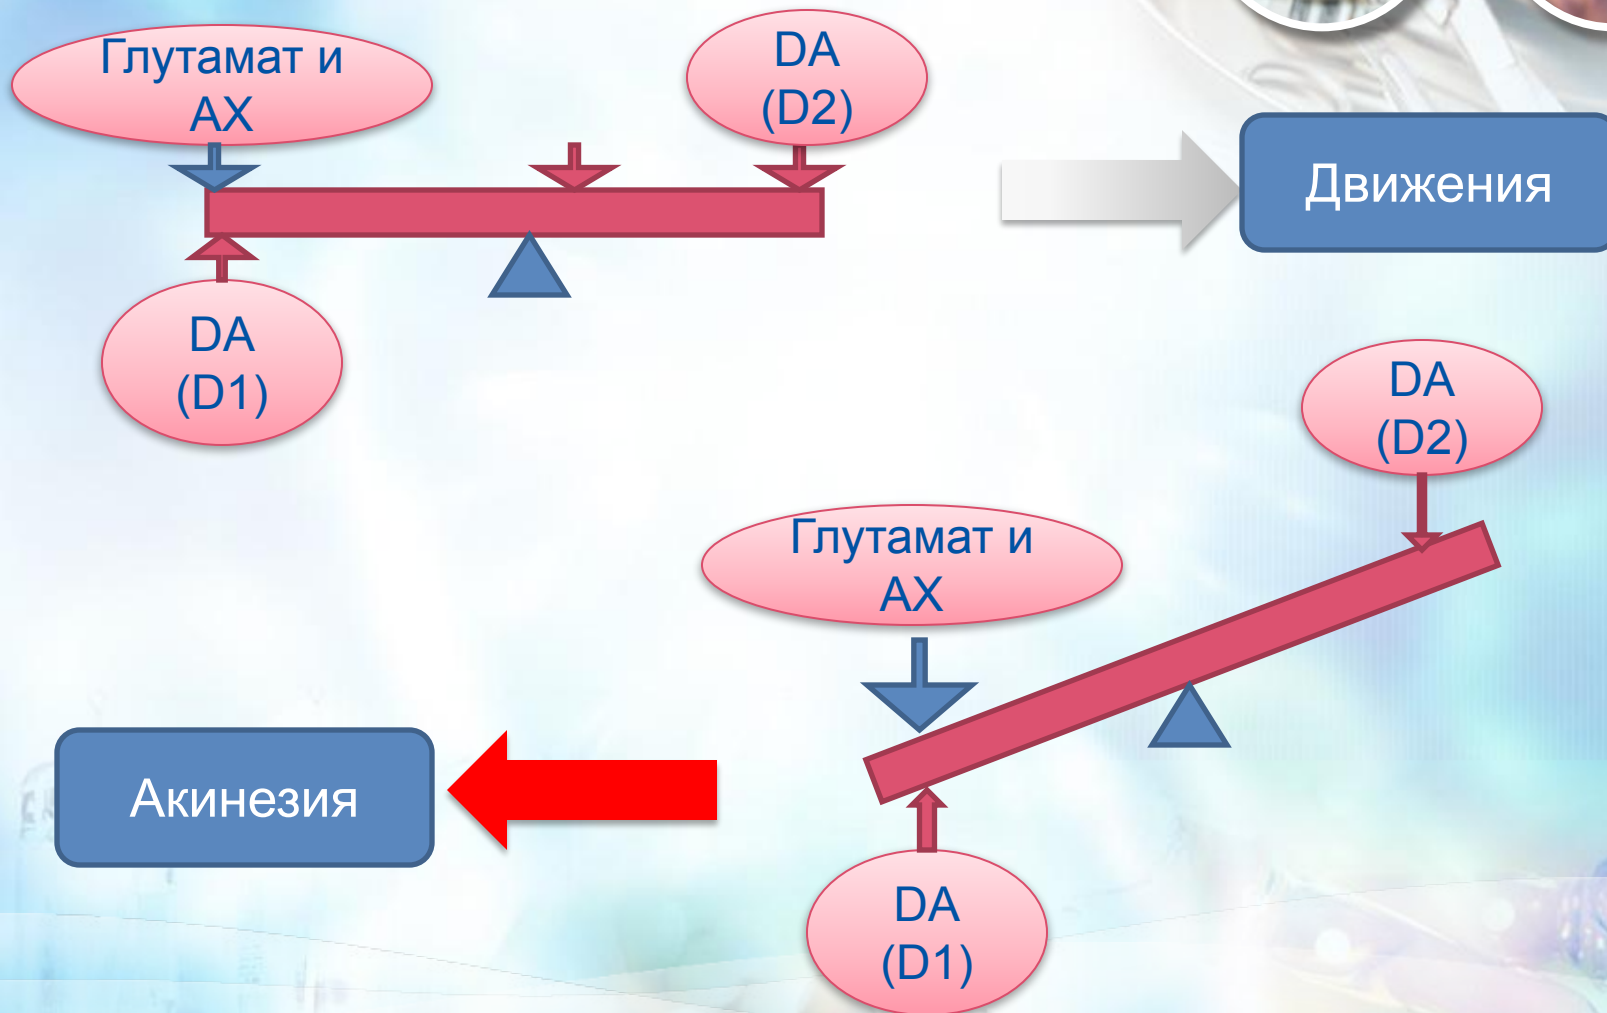 Глутамат и
АХ
DA
(D2)
Движения
DA
(D1)
DA
(D2)
Глутамат и
АХ
Акинезия
DA
(D1)